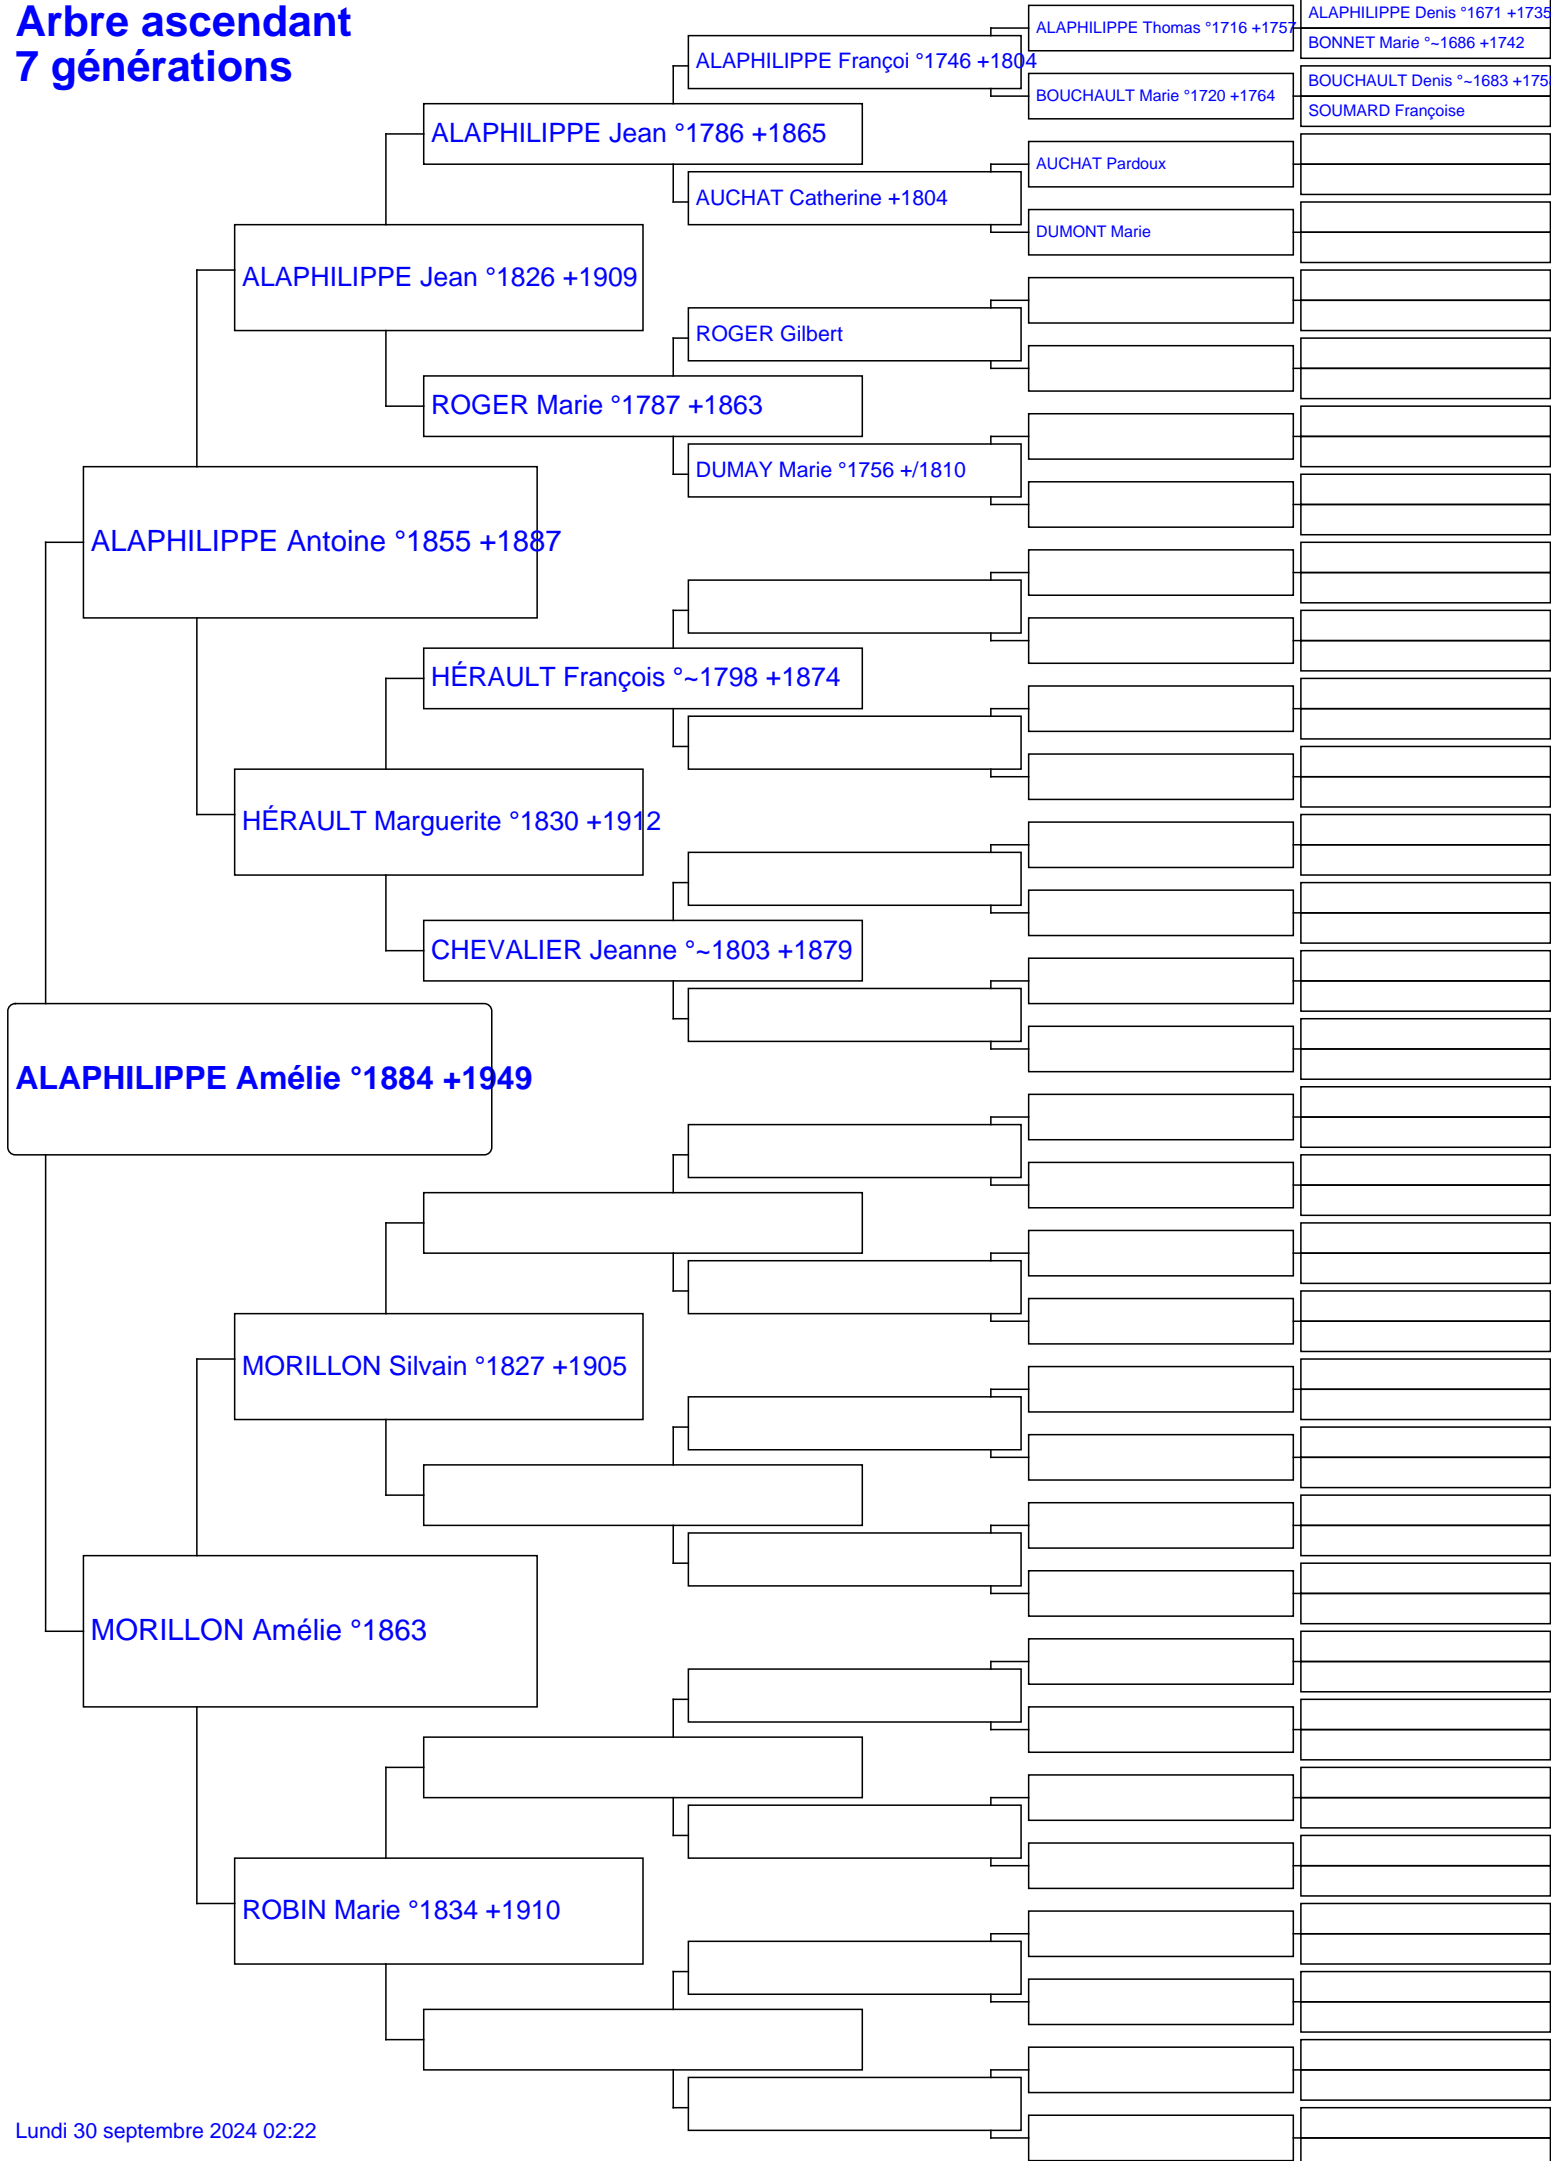 Arbre ascendant
7 générations
ALAPHILIPPE Denis °1671 +1735
ALAPHILIPPE Thomas °1716 +1757
BONNET Marie °~1686 +1742
ALAPHILIPPE Françoi °1746 +1804
BOUCHAULT Denis °~1683 +175
BOUCHAULT Marie °1720 +1764
SOUMARD Françoise
ALAPHILIPPE Jean °1786 +1865
AUCHAT Pardoux
AUCHAT Catherine +1804
DUMONT Marie
ALAPHILIPPE Jean °1826 +1909
ROGER Gilbert
ROGER Marie °1787 +1863
DUMAY Marie °1756 +/1810
ALAPHILIPPE Antoine °1855 +1887
HÉRAULT François °~1798 +1874
HÉRAULT Marguerite °1830 +1912
CHEVALIER Jeanne °~1803 +1879
ALAPHILIPPE Amélie °1884 +1949
MORILLON Silvain °1827 +1905
MORILLON Amélie °1863
ROBIN Marie °1834 +1910
Lundi 30 septembre 2024 02:22